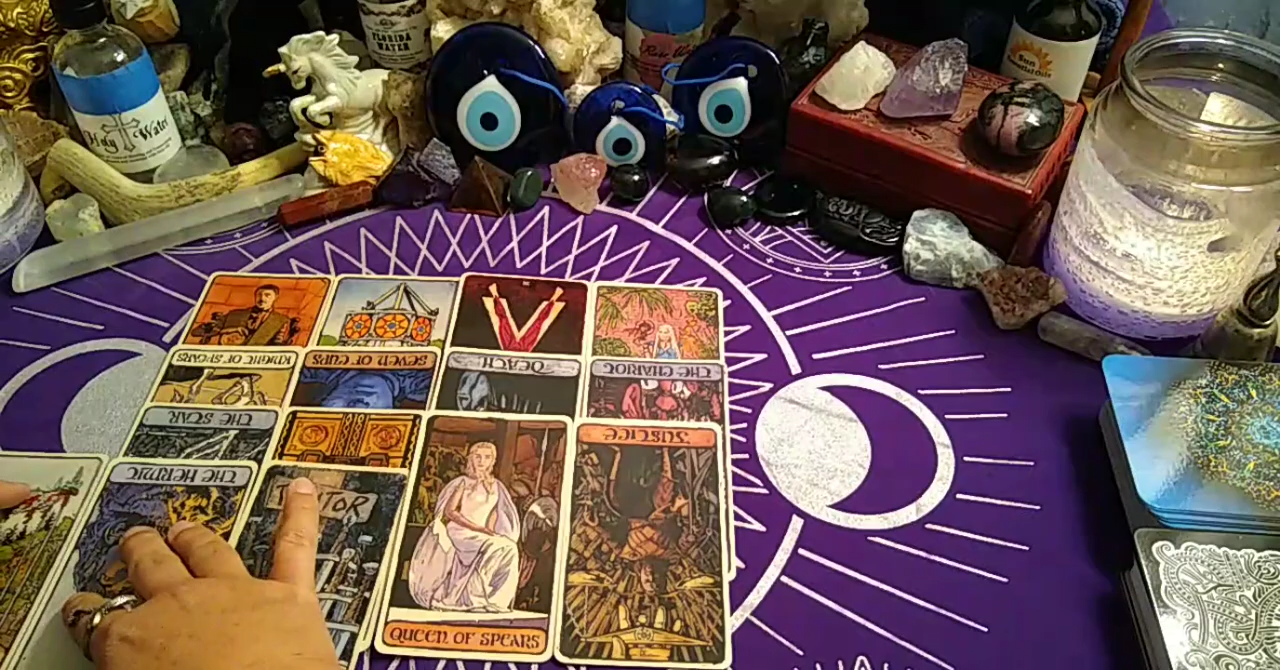 FLORIDA
WATER
Holy Water
Sun
KNIGHT OF SPEARS
SEVEN OF CUPS
DEATH
THE CHARIOT
THE STAR
THE HERMIT
JUSTICE
QUEEN OF SPEARS